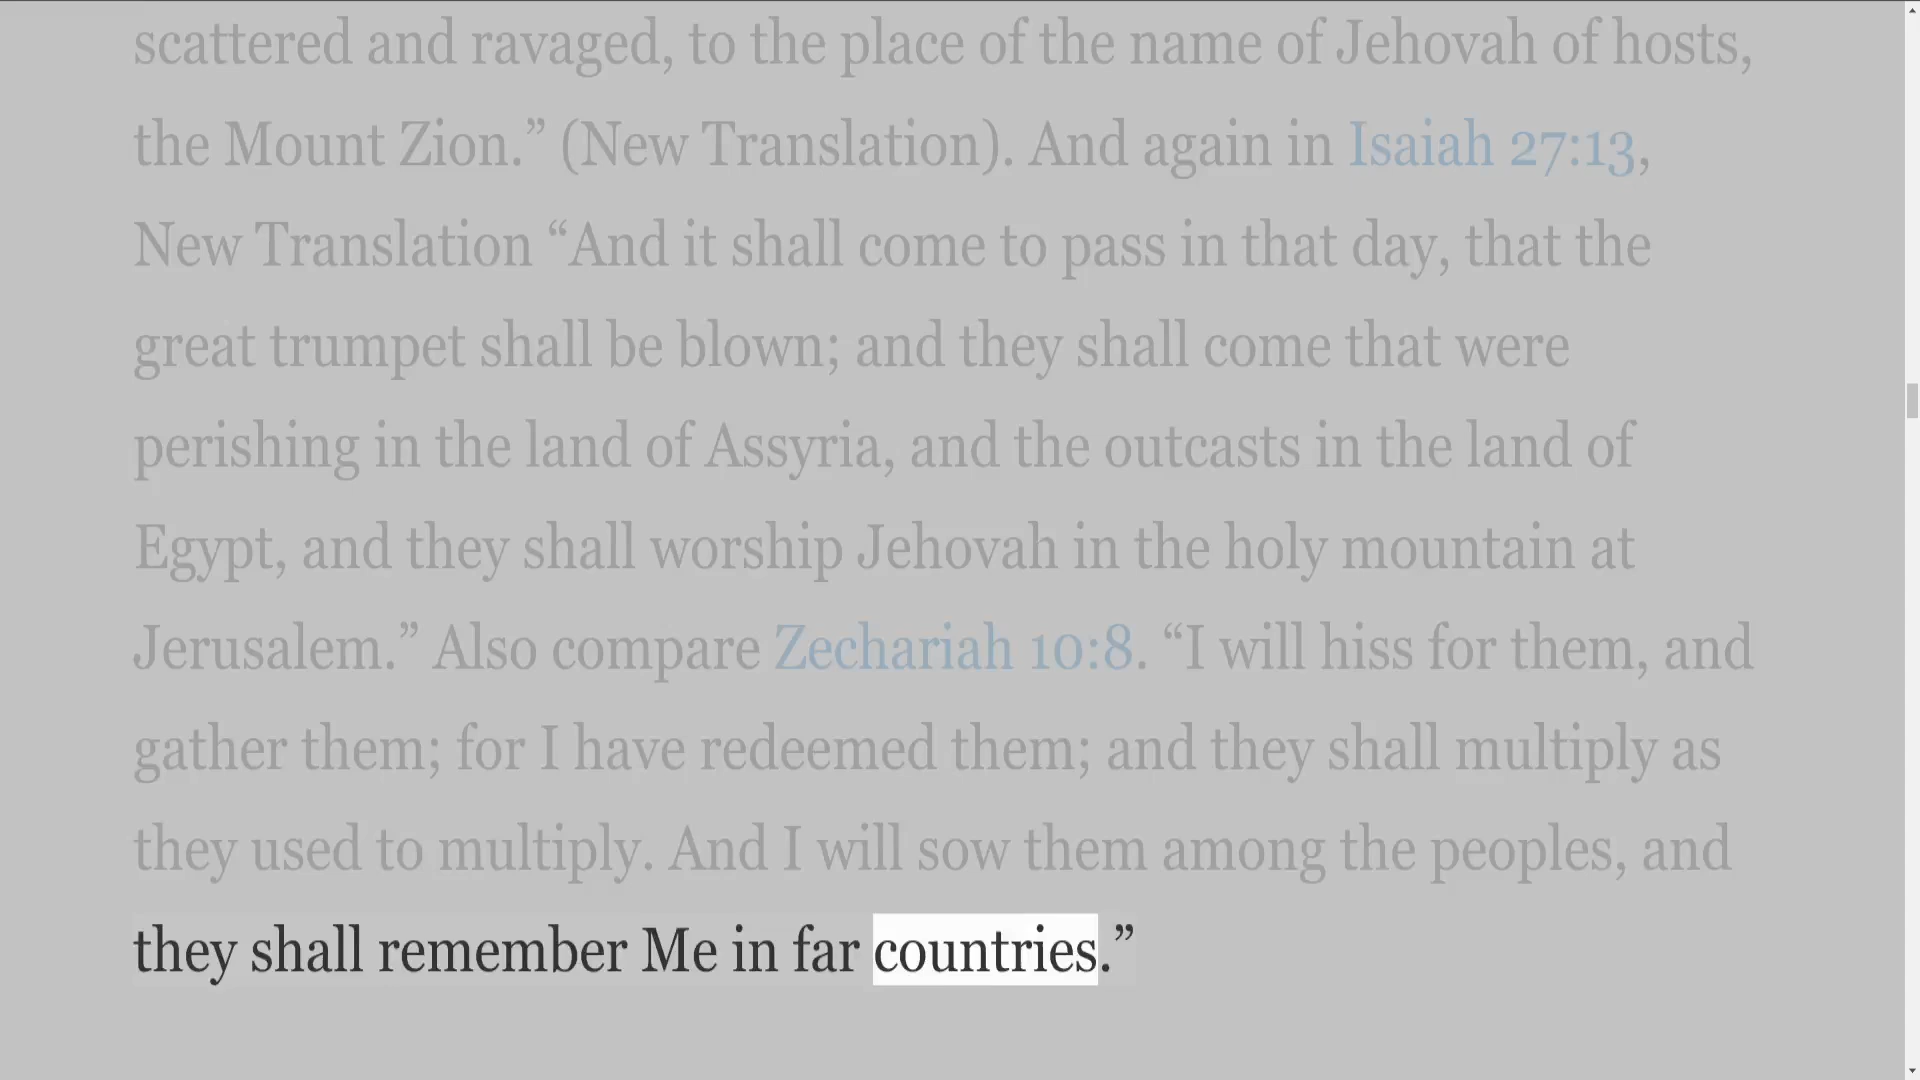 scattered and ravaged, to the place of the name of Jehovah of hosts,
the Mount Zion.” (New Translation). And again in Isaiah 27:13,
New Translation “And it shall come to pass in that day, that the
great trumpet shall be blown; and they shall come that were
perishing in the land of Assyria, and the outcasts in the land of
Egypt, and they shall worship Jehovah in the holy mountain at
Jerusalem.” Also compare Zechariah 10:8. “I will hiss for them, and
gather them; for I have redeemed them; and they shall multiply as
they used to multiply. And I will sow them among the peoples, and
they shall remember Me in far countries.”